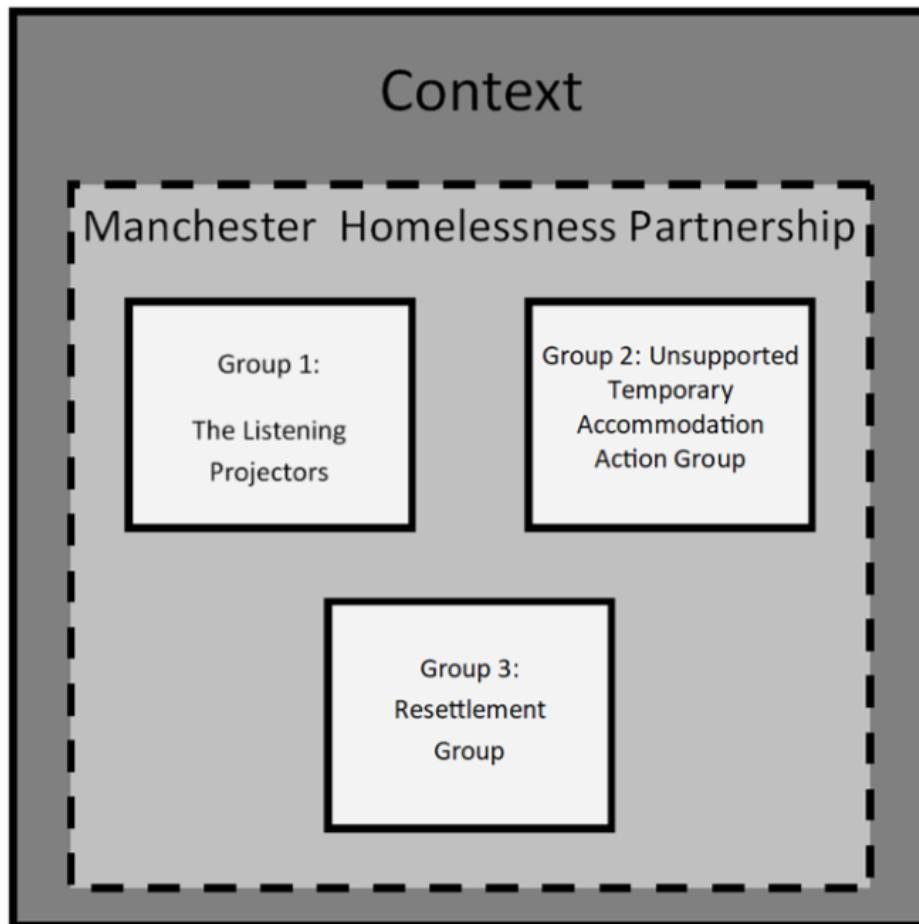 Context
Manchester Homelessness Partnership
Group 1:
The Listening
Projectors
Group 2: Unsupported
Temporary
Accommodation
Action Group
Group 3:
Resettlement
Group